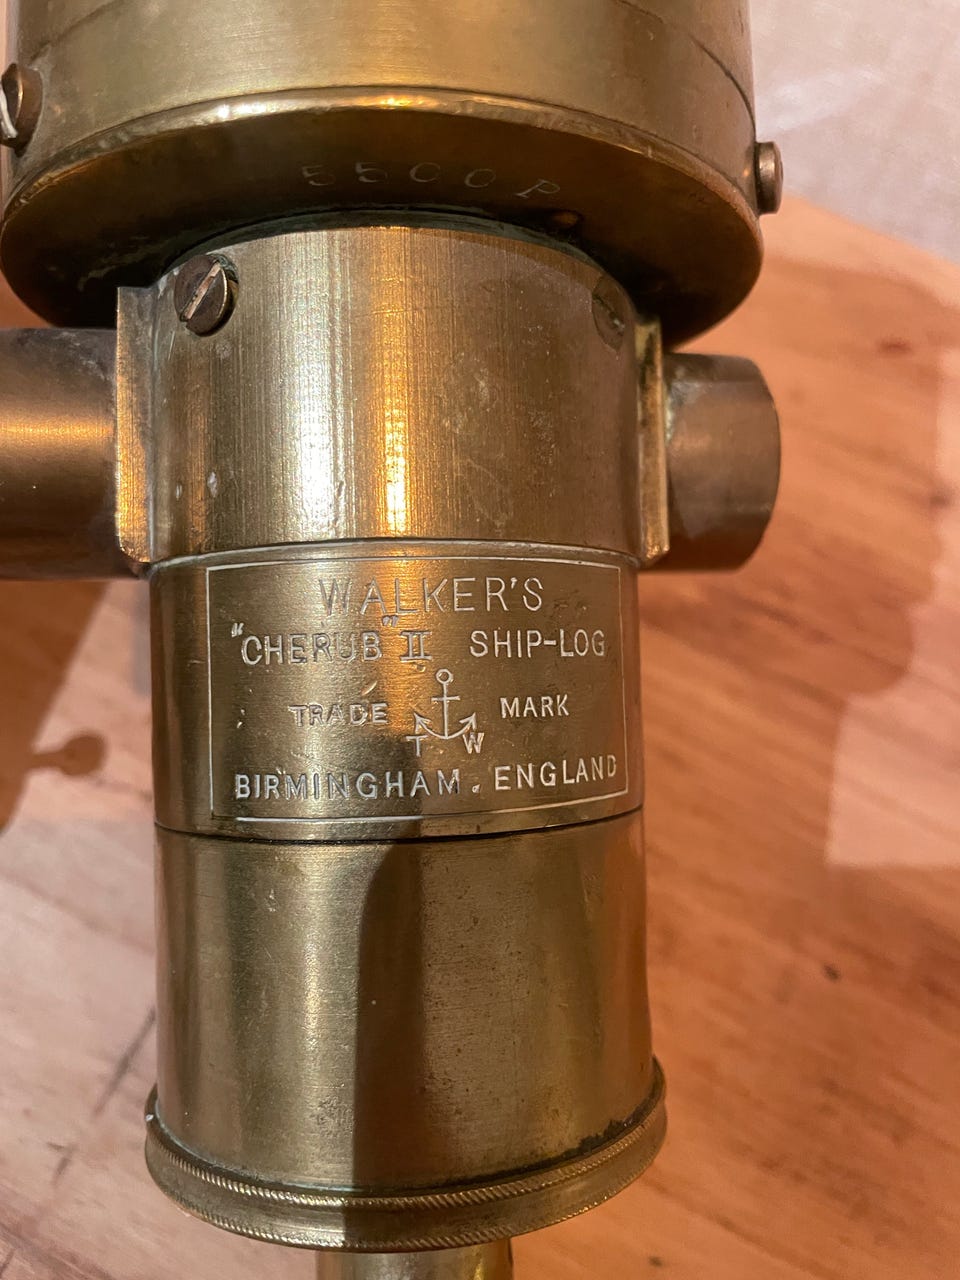 5500P
WALKER'S
"CHERUB" II SHIP-LOG
TRADE MARK
T W
BIRMINGHAM. ENGLAND